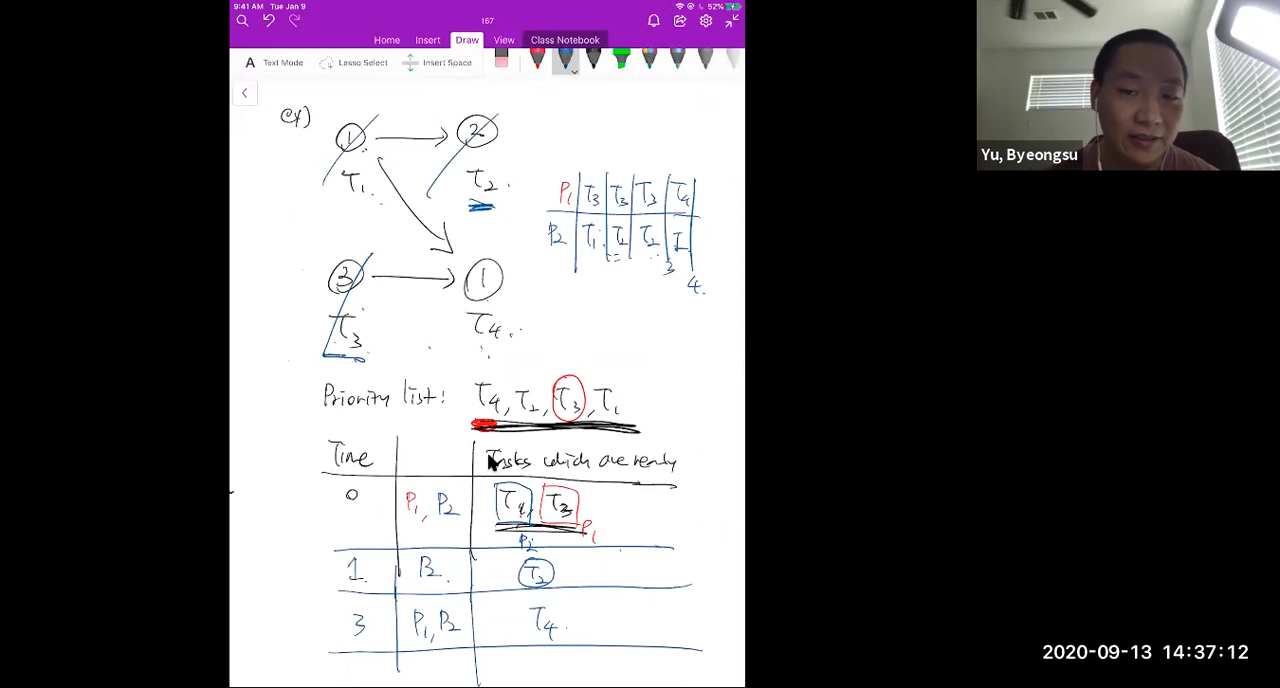 9:41 AM Tue Jan 9
52%
167
Home Insert Draw View Class Notebook
A Text Mode Lasso Select Insert Space
ex)
1 2
T1 T2
P1 T3 T3 T3 T4
P2 T1 T2 T2 I
3
4.
3 1
T3 T4
Priority list: T4, T2, T3, T1
Time Tasks which are ready
0 P1, P2 T1, T3
P2 P1
1. P2 T2
3 P1, P2 T4
Yu, Byeongsu
2020-09-13 14:37:12